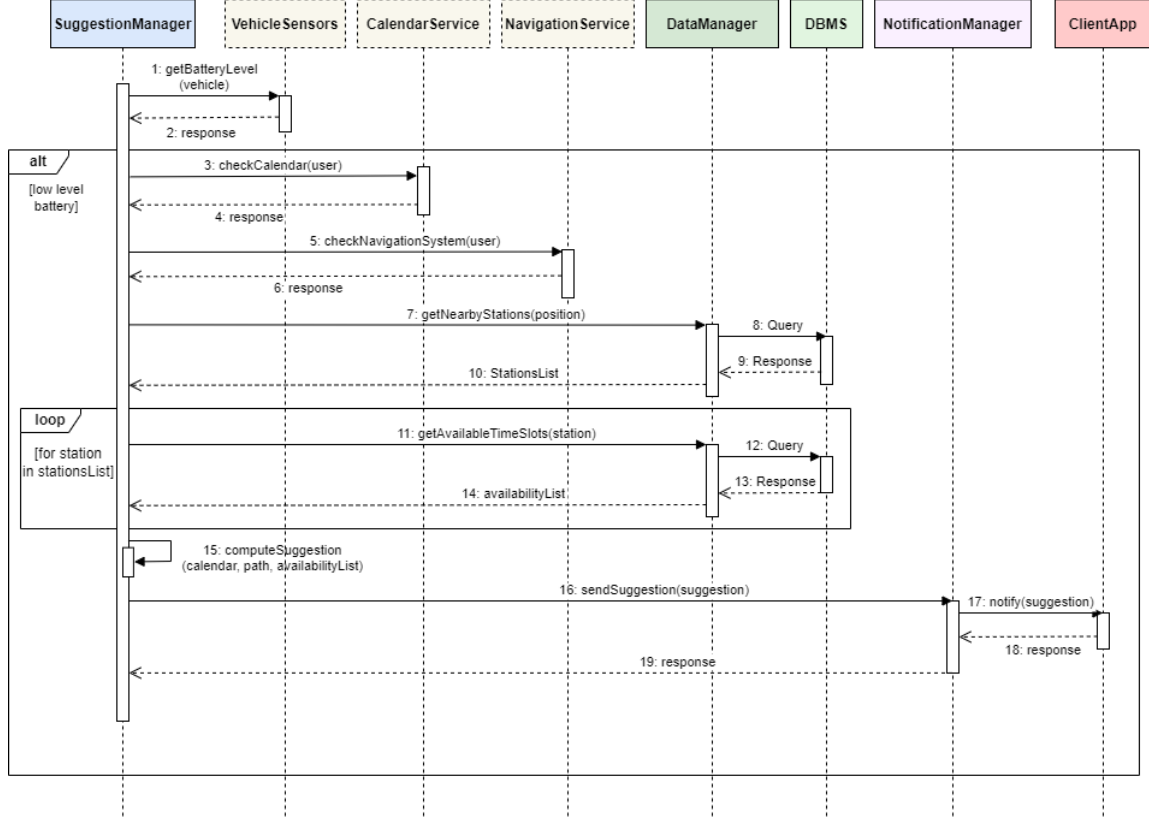 SuggestionManager
VehicleSensors
CalendarService
NavigationService
DataManager
DBMS
NotificationManager
ClientApp
1: getBatteryLevel
(vehicle)
2: response
alt
[low level
battery]
3: checkCalendar(user)
4: response
5: checkNavigationSystem(user)
6: response
7: getNearbyStations(position)
8: Query
9: Response
10: StationsList
loop
[for station
in stationsList]
11: getAvailableTimeSlots(station)
12: Query
13: Response
14: availabilityList
15: computeSuggestion
(calendar, path, availabilityList)
16: sendSuggestion(suggestion)
17: notify(suggestion)
18: response
19: response